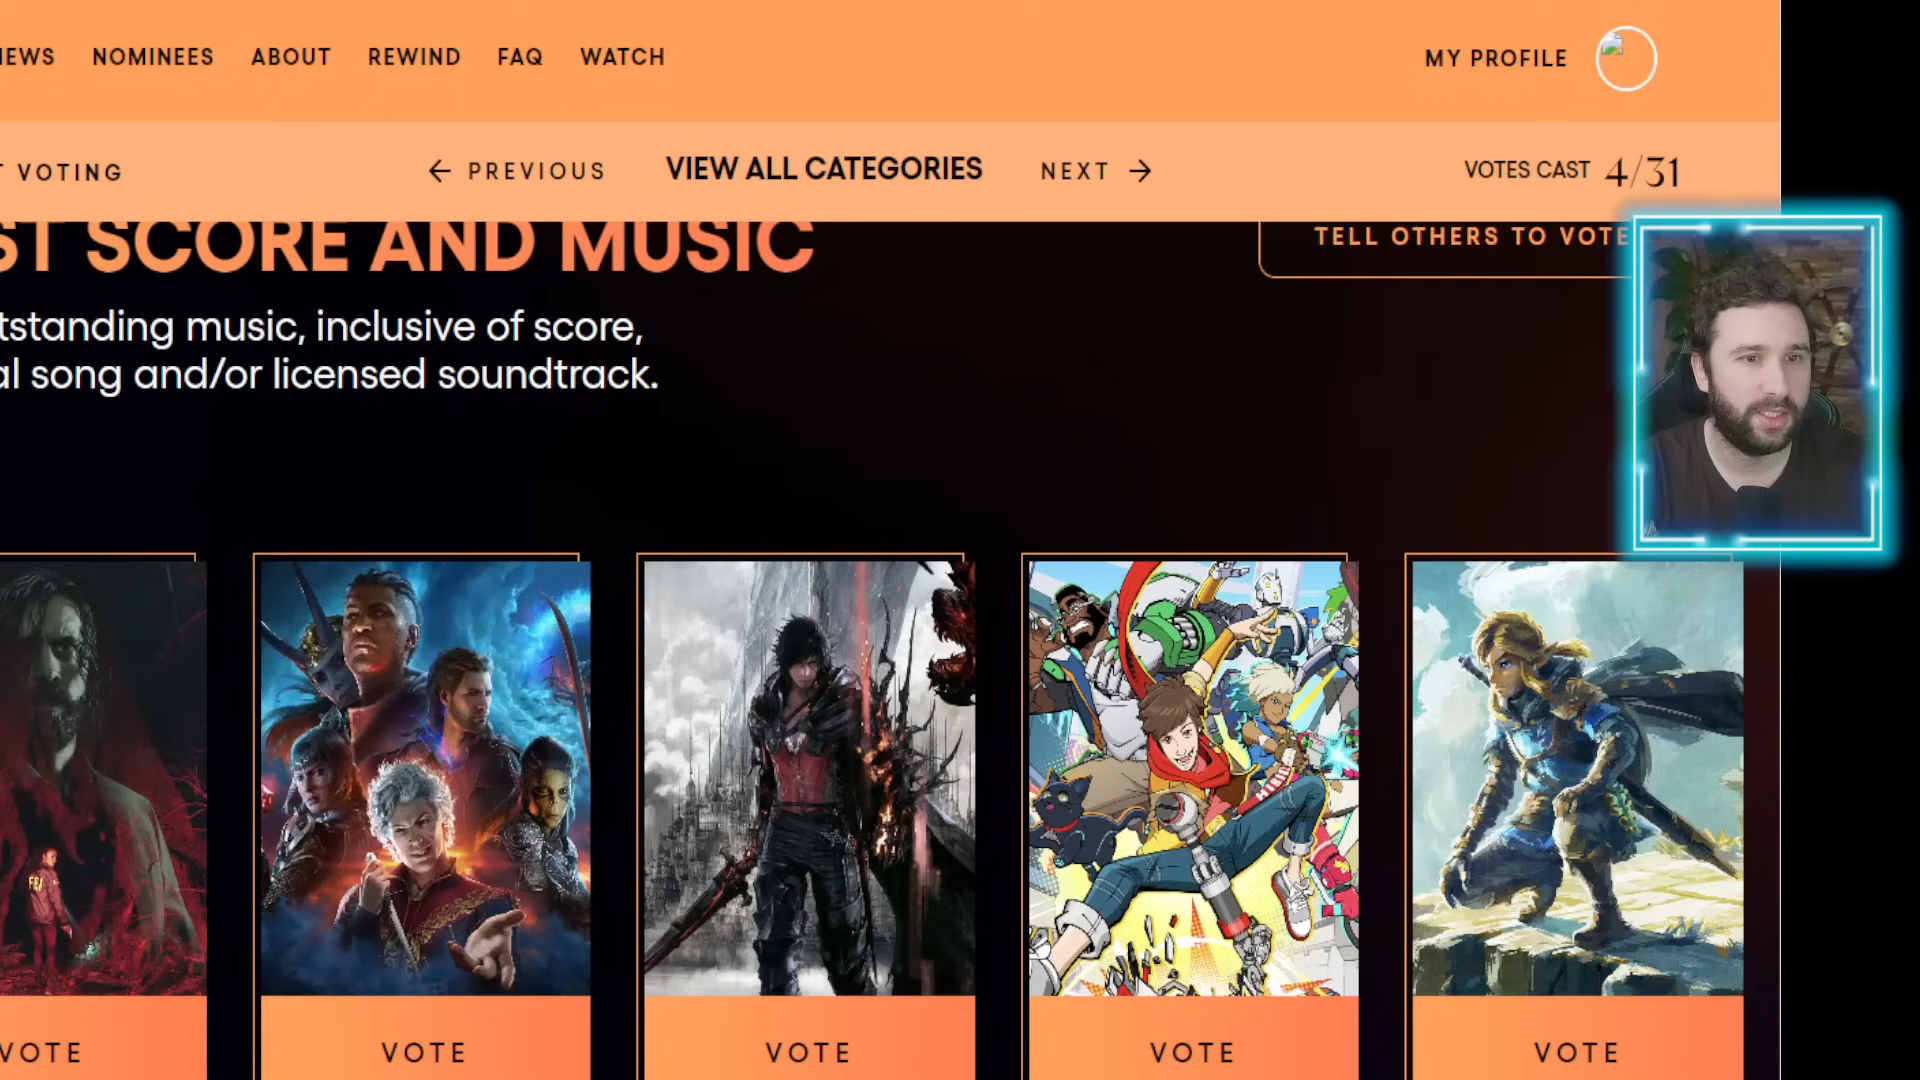 NOMINEES ABOUT REWIND FAQ WATCH MY PROFILE
VOTING ← PREVIOUS VIEW ALL CATEGORIES NEXT → VOTES CAST 4/31
SCORE AND MUSIC
TELL OTHERS TO VOTE
music, inclusive of score,
song and/or licensed soundtrack.
FBI
VOTE VOTE VOTE VOTE VOTE